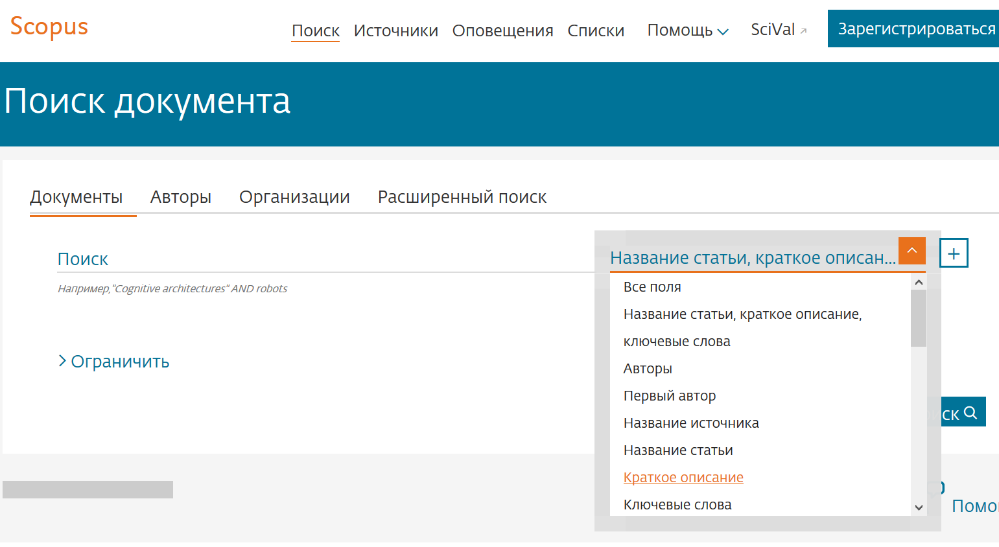 Scopus
Поиск Источники Оповещения Списки Помощь SciVal Зарегистрироваться
Поиск документа
Документы Авторы Организации Расширенный поиск
Поиск
Название статьи, краткое описан...
Например,"Cognitive architectures" AND robots
Все поля
Название статьи, краткое описание,
ключевые слова
Авторы
Первый автор
Название источника
Название статьи
Краткое описание
Ключевые слова
Ограничить
ск
Помо